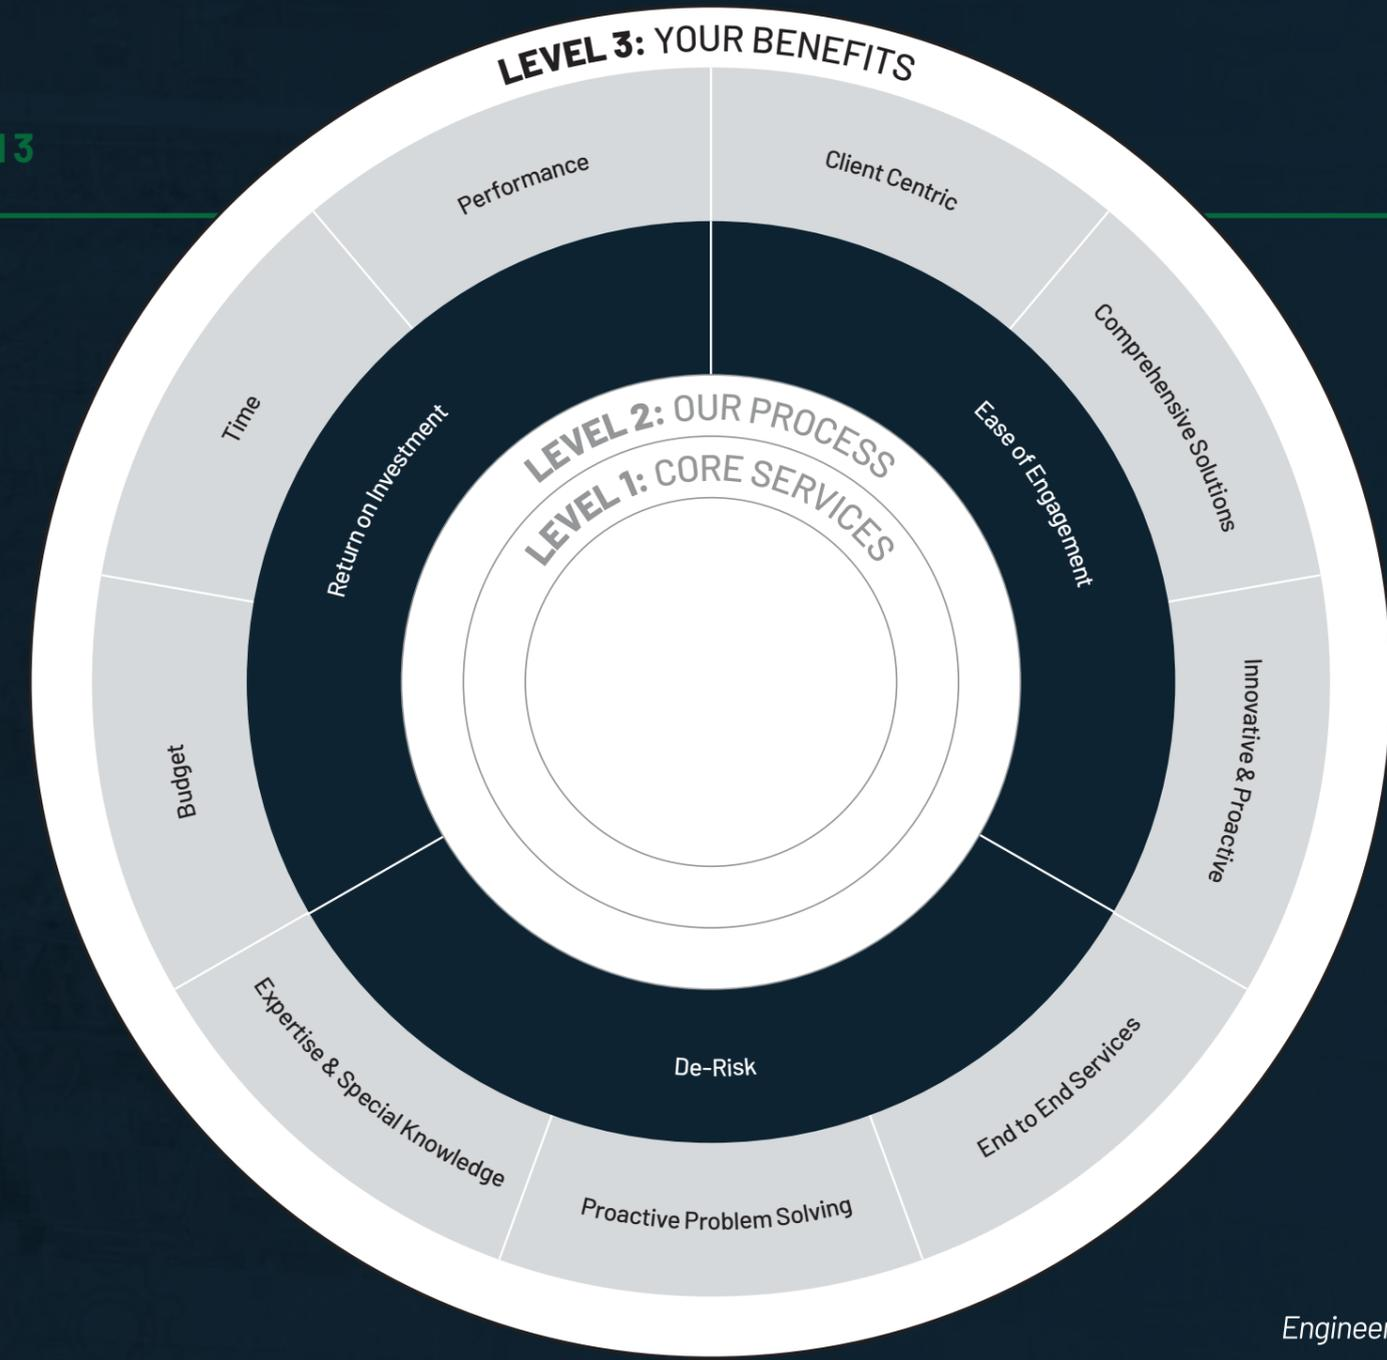 LEVEL 3: YOUR BENEFITS
3
Performance
Client Centric
Time
Comprehensive Solutions
Return on Investment
Ease of Engagement
LEVEL 2: OUR PROCESS
LEVEL 1: CORE SERVICES
Budget
Innovative & Proactive
De-Risk
Expertise & Special Knowledge
End to End Services
Proactive Problem Solving